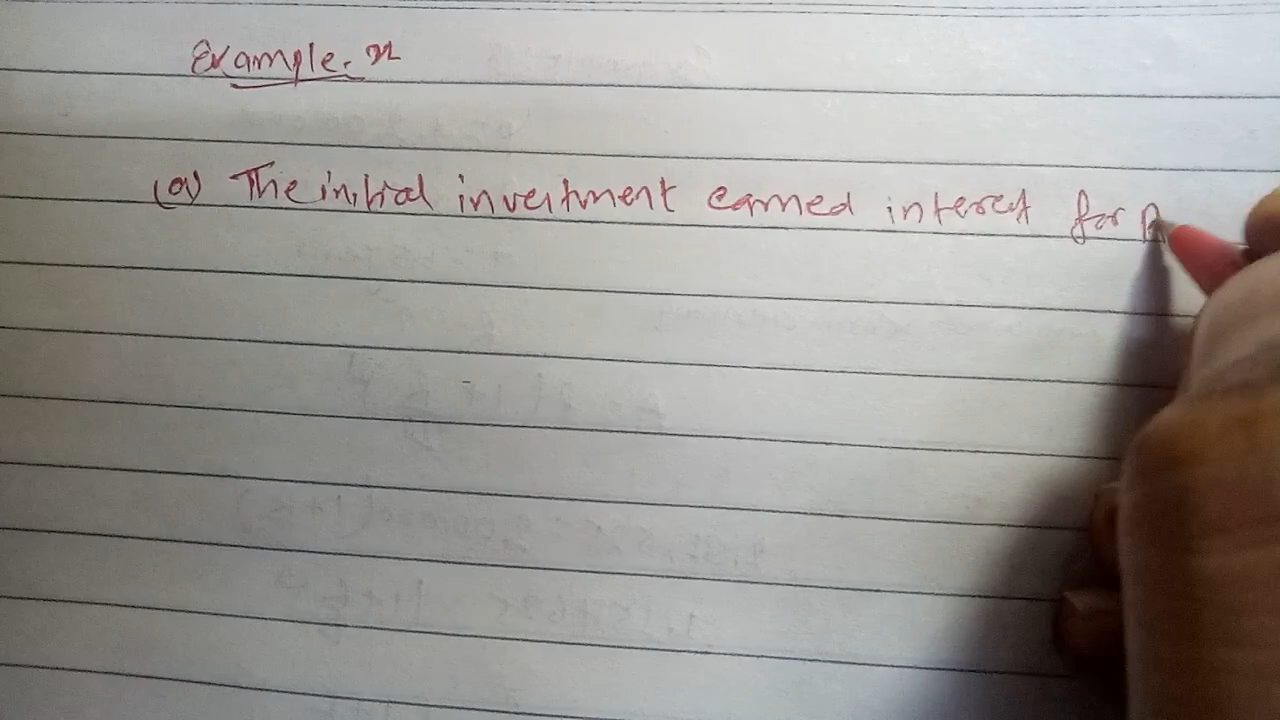 Example. x
(a) The initial investment earned interest for